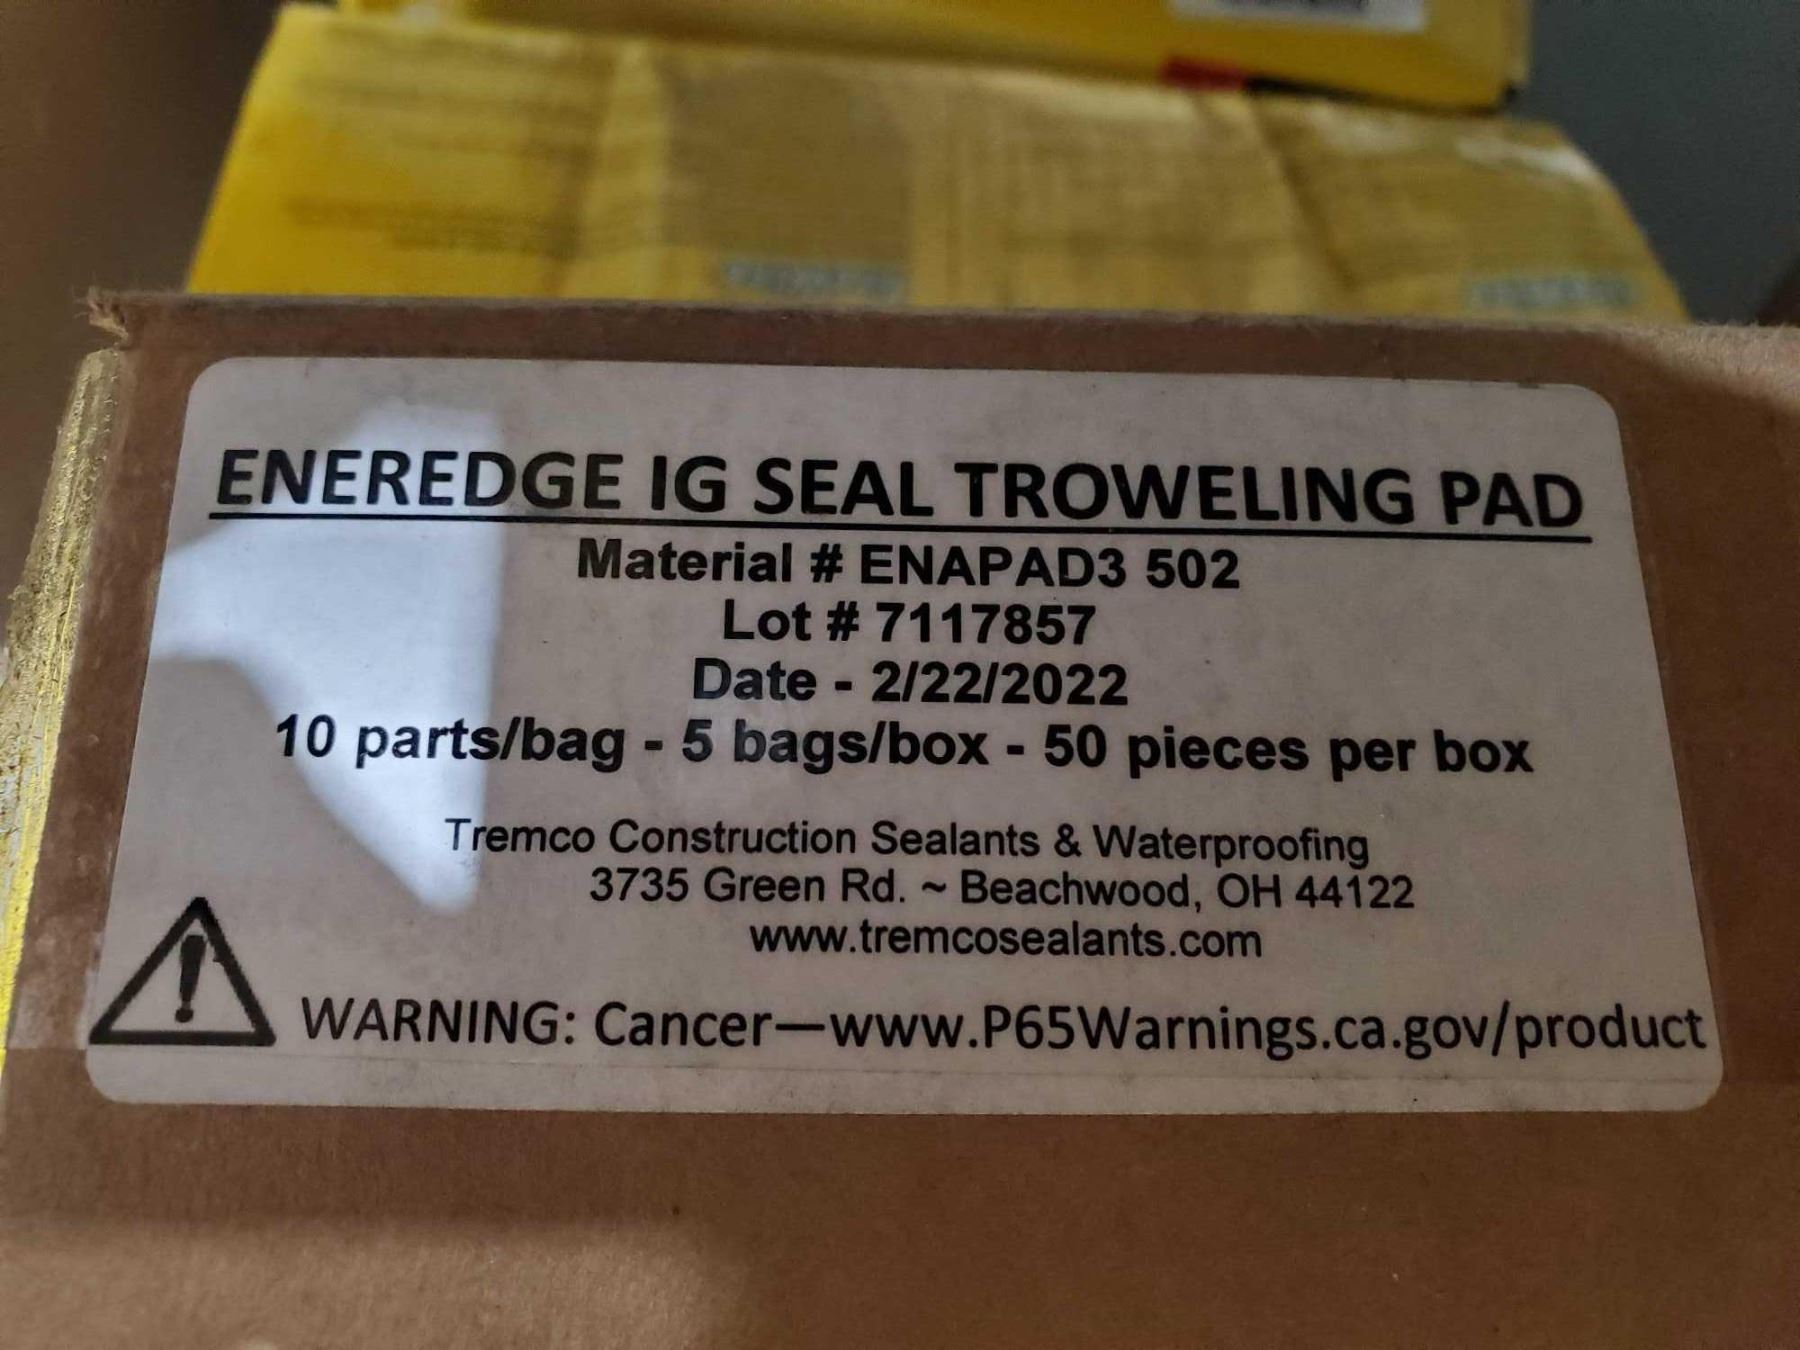 ENEREDGE IG SEAL TROWELING PAD
Material # ENAPAD3 502
Lot # 7117857
Date - 2/22/2022
10 parts/bag - 5 bags/box - 50 pieces per box
Tremco Construction Sealants & Waterproofing
3735 Green Rd. ~ Beachwood, OH 44122
www.tremcosealants.com
! WARNING: Cancer—www.P65Warnings.ca.gov/product